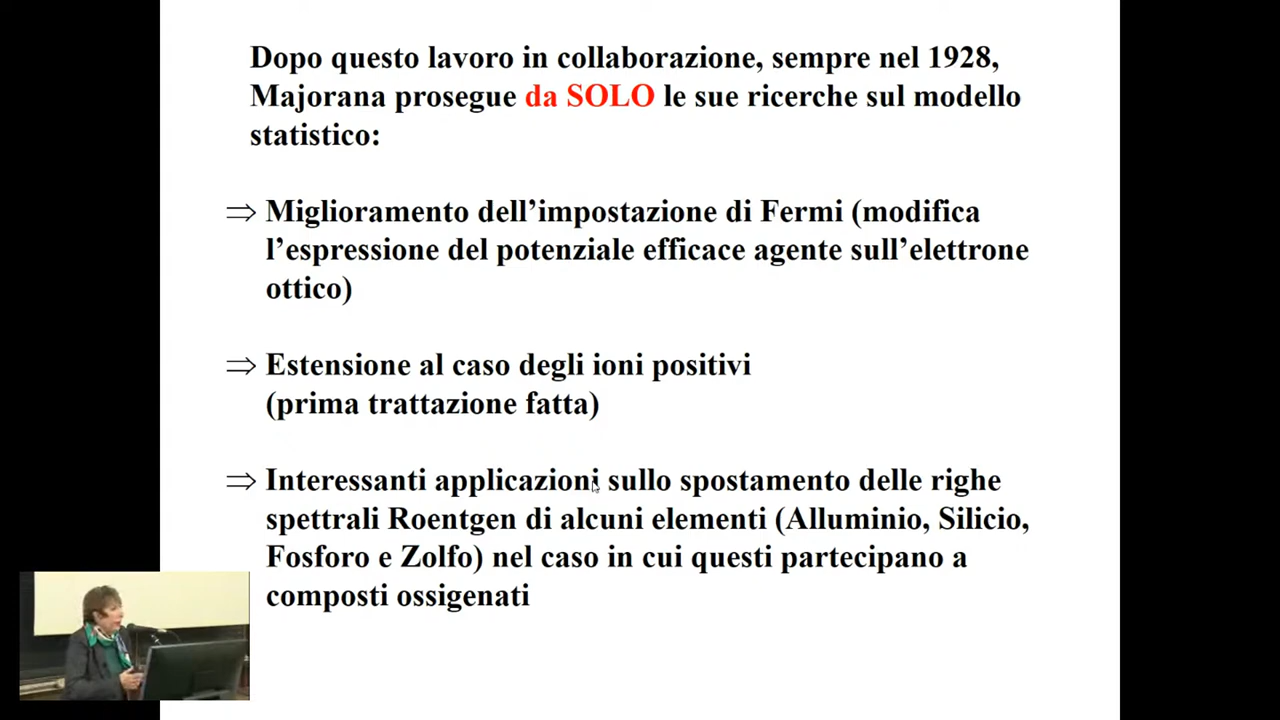 Dopo questo lavoro in collaborazione, sempre nel 1928,
Majorana prosegue da SOLO le sue ricerche sul modello
statistico:
⇒ Miglioramento dell’impostazione di Fermi (modifica
l’espressione del potenziale efficace agente sull’elettrone
ottico)
⇒ Estensione al caso degli ioni positivi
(prima trattazione fatta)
⇒ Interessanti applicazioni sullo spostamento delle righe
spettrali Roentgen di alcuni elementi (Alluminio, Silicio,
Fosforo e Zolfo) nel caso in cui questi partecipano a
composti ossigenati